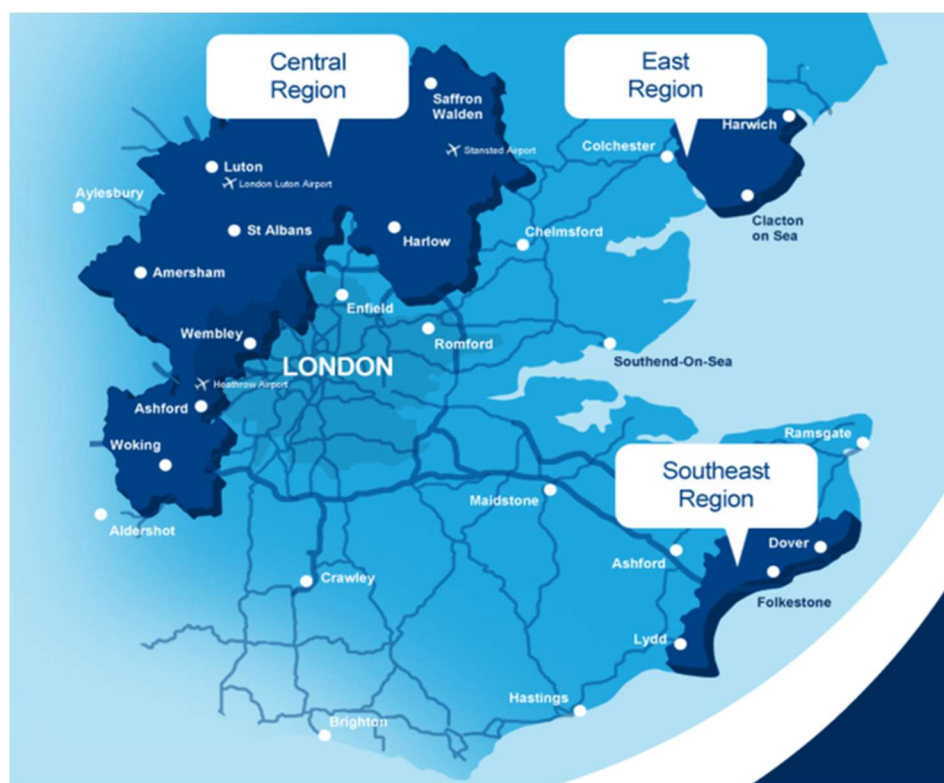 Central
Region
East
Region
Saffron
Walden
Harwich
Stansted Airport
Colchester
Luton
London Luton Airport
Aylesbury
Clacton
on Sea
St Albans
Harlow
Chelmsford
Amersham
Enfield
Wembley
Romford
LONDON
Southend-On-Sea
Heathrow Airport
Ashford
Ramsgate
Woking
Southeast
Region
Maidstone
Aldershot
Dover
Ashford
Crawley
Folkestone
Lydd
Hastings
Brighton